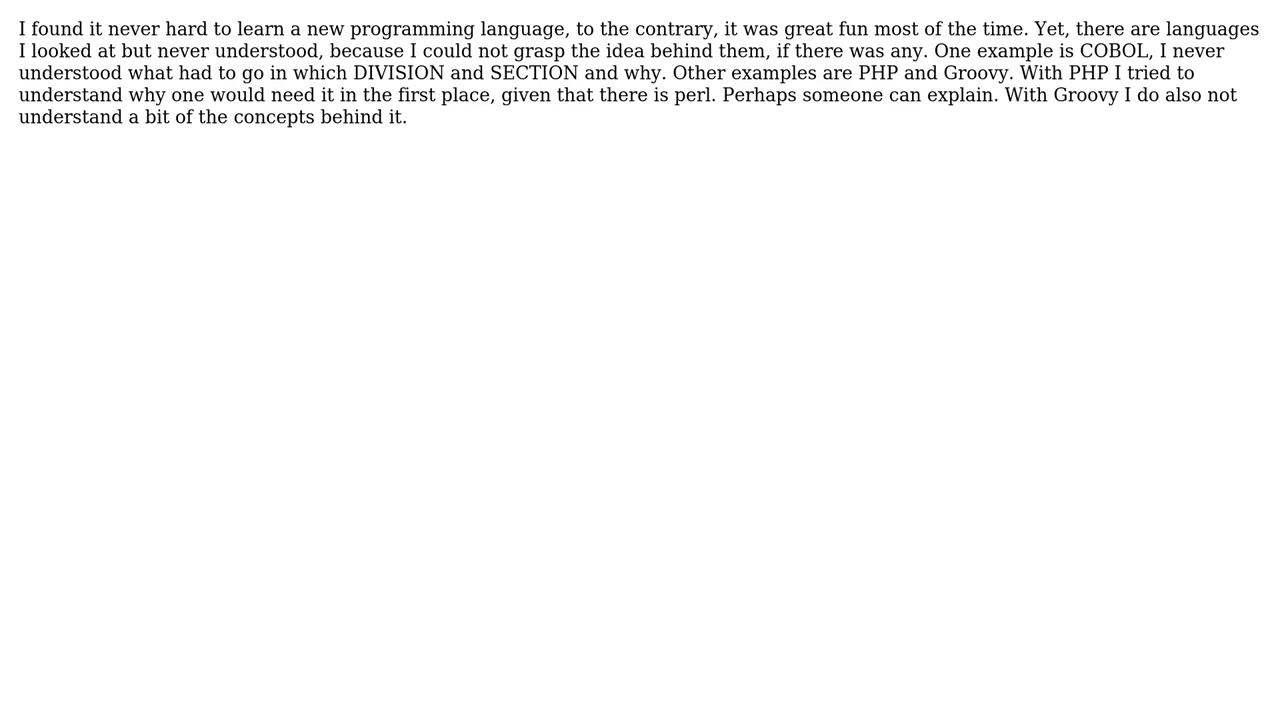 I found it never hard to learn a new programming language, to the contrary, it was great fun most of the time. Yet, there are languages
I looked at but never understood, because I could not grasp the idea behind them, if there was any. One example is COBOL, I never
understood what had to go in which DIVISION and SECTION and why. Other examples are PHP and Groovy. With PHP I tried to
understand why one would need it in the first place, given that there is perl. Perhaps someone can explain. With Groovy I do also not
understand a bit of the concepts behind it.